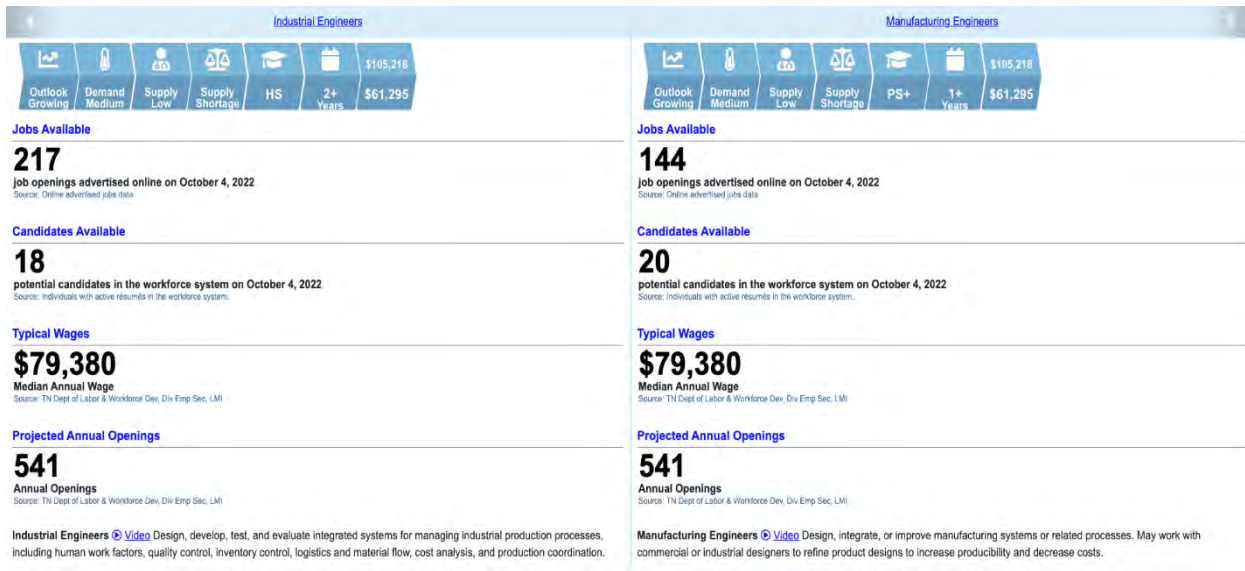 Industrial Engineers
$105,218
Outlook Growing
Demand Medium
Supply Low
Supply Shortage
HS
2+ Years
$61,295
Jobs Available
217
job openings advertised online on October 4, 2022
Source: Online advertised jobs data
Candidates Available
18
potential candidates in the workforce system on October 4, 2022
Source: Individuals with active résumés in the workforce system.
Typical Wages
$79,380
Median Annual Wage
Source: TN Dept of Labor & Workforce Dev, Div Emp Sec, LMI
Projected Annual Openings
541
Annual Openings
Source: TN Dept of Labor & Workforce Dev, Div Emp Sec, LMI
Industrial Engineers Video Design, develop, test, and evaluate integrated systems for managing industrial production processes,
including human work factors, quality control, inventory control, logistics and material flow, cost analysis, and production coordination.
Manufacturing Engineers
$105,218
Outlook Growing
Demand Medium
Supply Low
Supply Shortage
PS+
1+ Years
$61,295
Jobs Available
144
job openings advertised online on October 4, 2022
Source: Online advertised jobs data
Candidates Available
20
potential candidates in the workforce system on October 4, 2022
Source: Individuals with active résumés in the workforce system.
Typical Wages
$79,380
Median Annual Wage
Source: TN Dept of Labor & Workforce Dev, Div Emp Sec, LMI
Projected Annual Openings
541
Annual Openings
Source: TN Dept of Labor & Workforce Dev, Div Emp Sec, LMI
Manufacturing Engineers Video Design, integrate, or improve manufacturing systems or related processes. May work with
commercial or industrial designers to refine product designs to increase producibility and decrease costs.